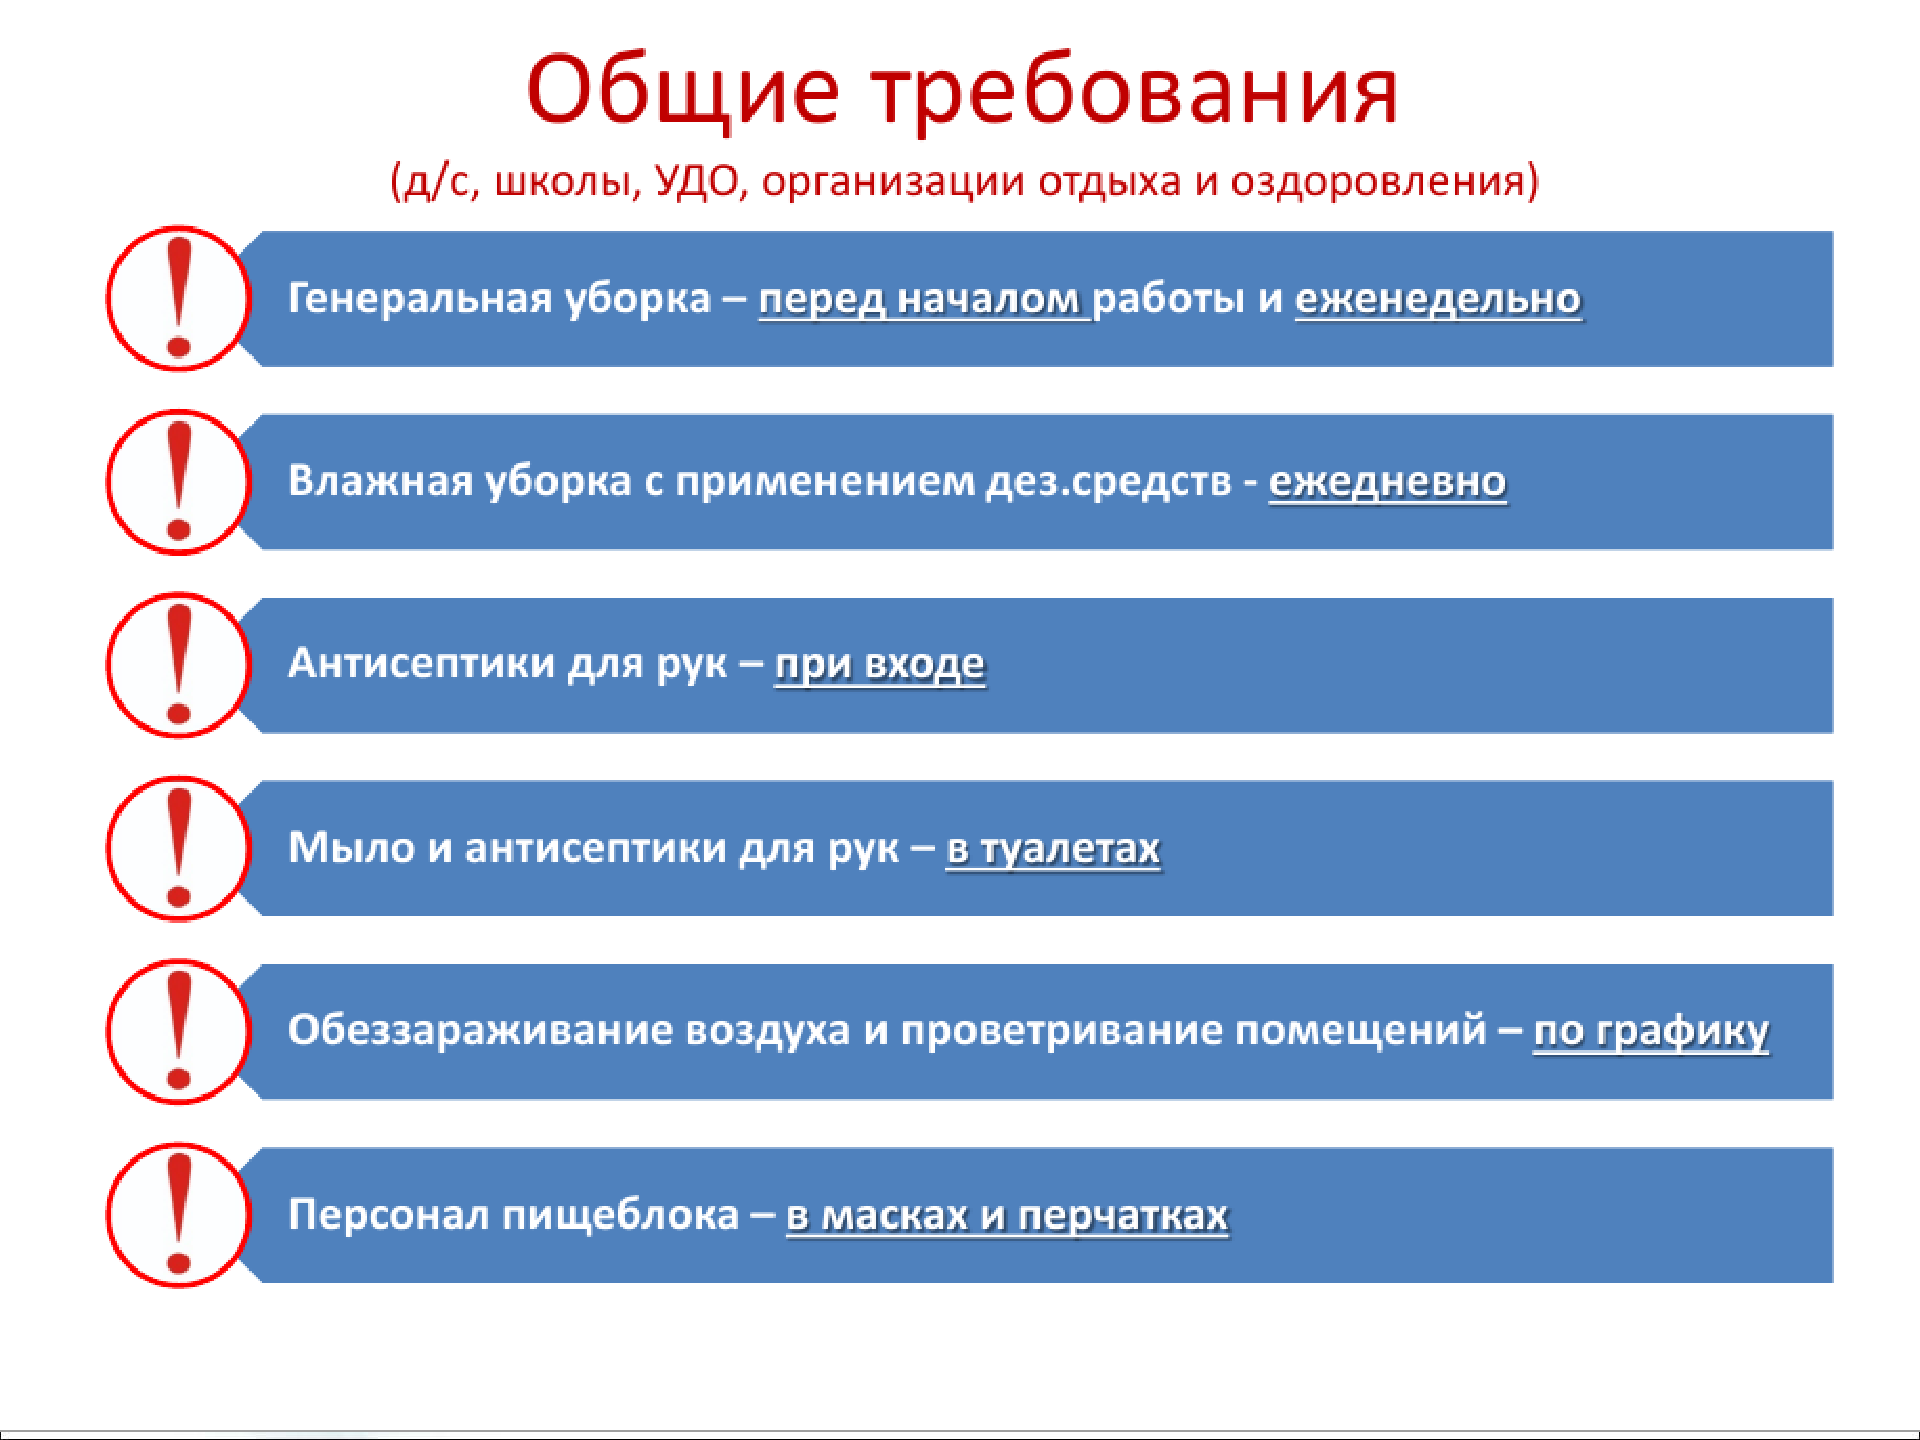 Общие требования
(д/с, школы, УДО, организации отдыха и оздоровления)
Генеральная уборка – перед началом работы и еженедельно
Влажная уборка с применением дез.средств - ежедневно
Антисептики для рук – при входе
Мыло и антисептики для рук – в туалетах
Обеззараживание воздуха и проветривание помещений – по графику
Персонал пищеблока – в масках и перчатках